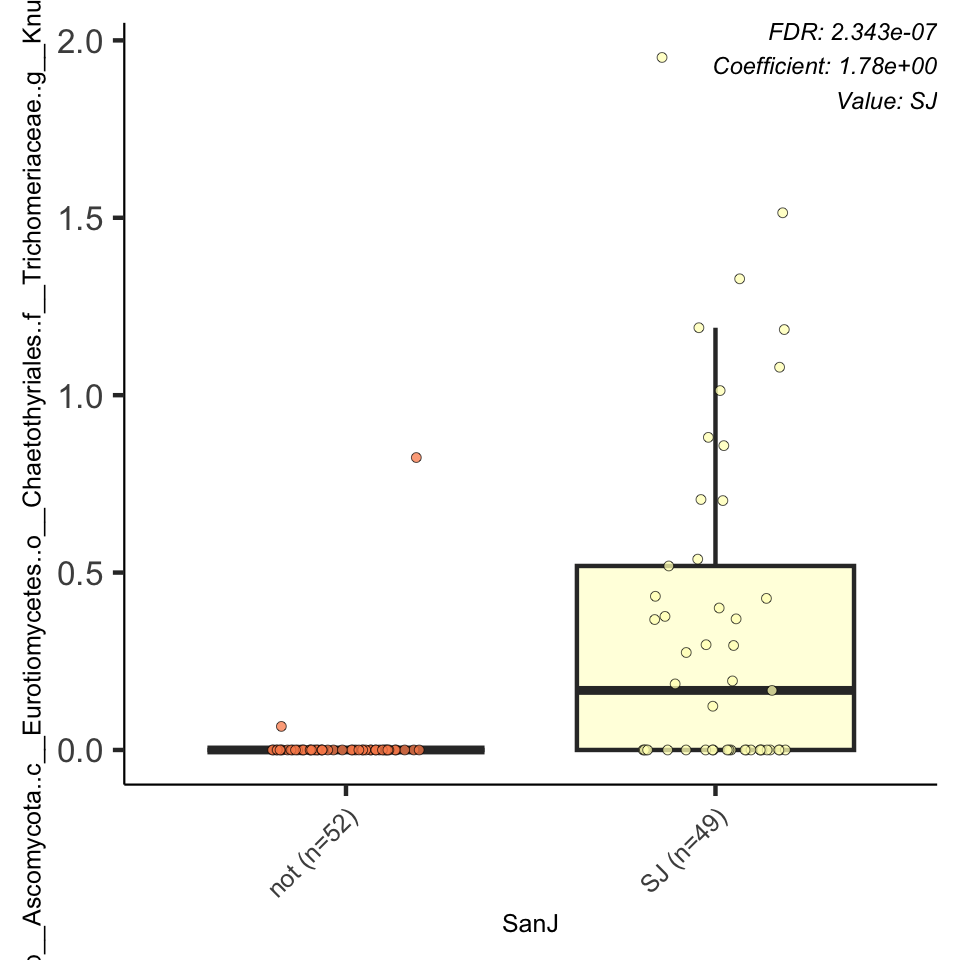 p__Ascomycota..c__Eurotiomycetes..o__Chaetothyriales..f__Trichomeriaceae..g__Knu
2.0
1.5
1.0
0.5
0.0
FDR: 2.343e-07
Coefficient: 1.78e+00
Value: SJ
not (n=52)
SJ (n=49)
SanJ